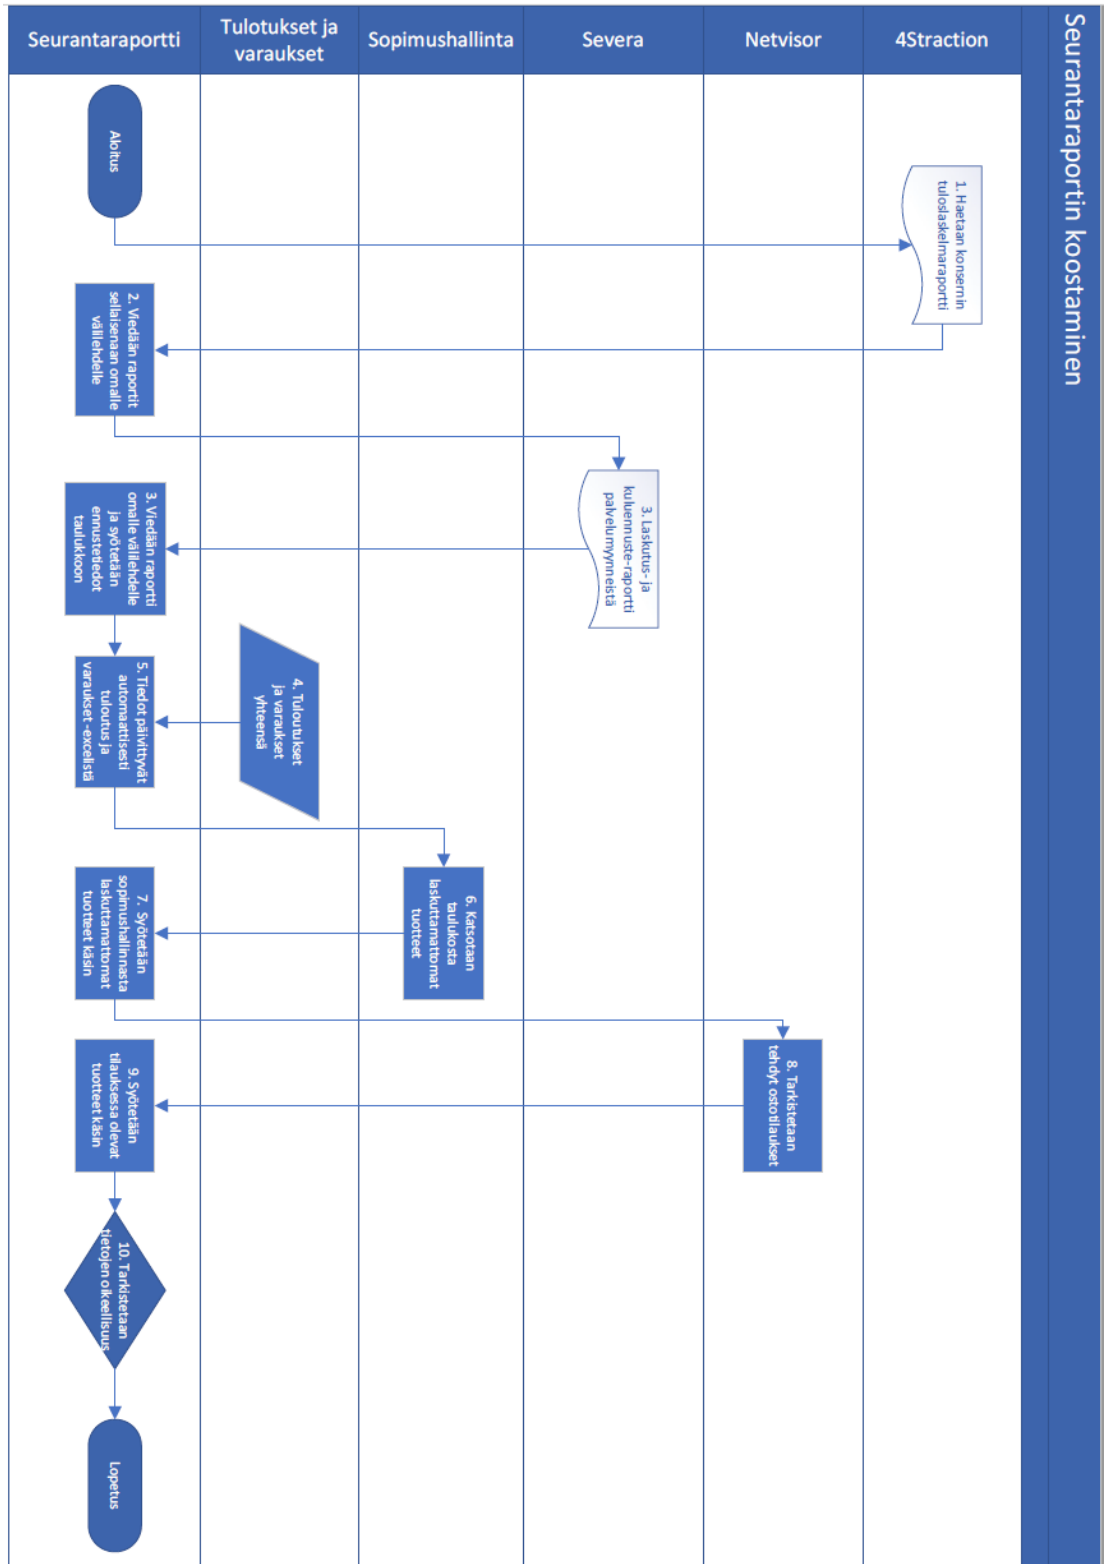 Seurantaraportin koostaminen
Seurantaraportti
Tulotukset ja
varaukset
Sopimushallinta
Severa
Netvisor
4Straction
Aloitus
1. Haetaan konsernin
tuloslaskelmaraportti
2. Viedään raportit
sellaisenaan omalle
välilehdelle
3. Laskutus- ja
kuluennuste-raportti
palvelumyynneistä
3. Viedään raportti
omalle välilehdelle
ja syötetään
ennustetiedot
taulukkoon
4. Tuloutukset
ja varaukset
yhteensä
5. Tiedot päivittyvät
automaattisesti
tuloutus ja
varaukset -excelistä
6. Katsotaan
taulukosta
laskuttamattomat
tuotteet
7. Syötetään
sopimushallinnasta
laskuttamattomat
tuotteet käsin
8. Tarkistetaan
tehdyt ostotilaukset
9. Syötetään
tilauksessa olevat
tuotteet käsin
10. Tarkistetaan
tietojen oikeellisuus
Lopetus